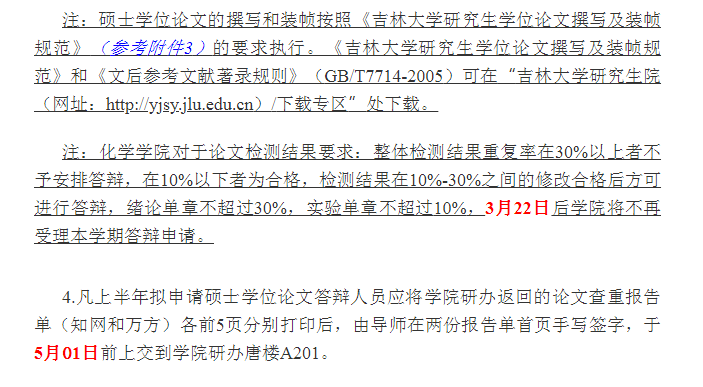 注：硕士学位论文的撰写和装帧按照《吉林大学研究生学位论文撰写及装帧
规范》（参考附件3）的要求执行。《吉林大学研究生学位论文撰写及装帧规
范》和《文后参考文献著录规则》（GB/T7714-2005）可在“吉林大学研究生院
（网址：http://yjsy.jlu.edu.cn）/下载专区”处下载。
注：化学学院对于论文检测结果要求：整体检测结果重复率在30%以上者不
予安排答辩，在10%以下者为合格，检测结果在10%-30%之间的修改合格后方可
进行答辩，绪论单章不超过30%，实验单章不超过10%，3月22日后学院将不再
受理本学期答辩申请。
4.凡上半年拟申请硕士学位论文答辩人员应将学院研办返回的论文查重报告
单（知网和万方）各前5页分别打印后，由导师在两份报告单首页手写签字，于
5月01日前上交到学院研办唐楼A201。